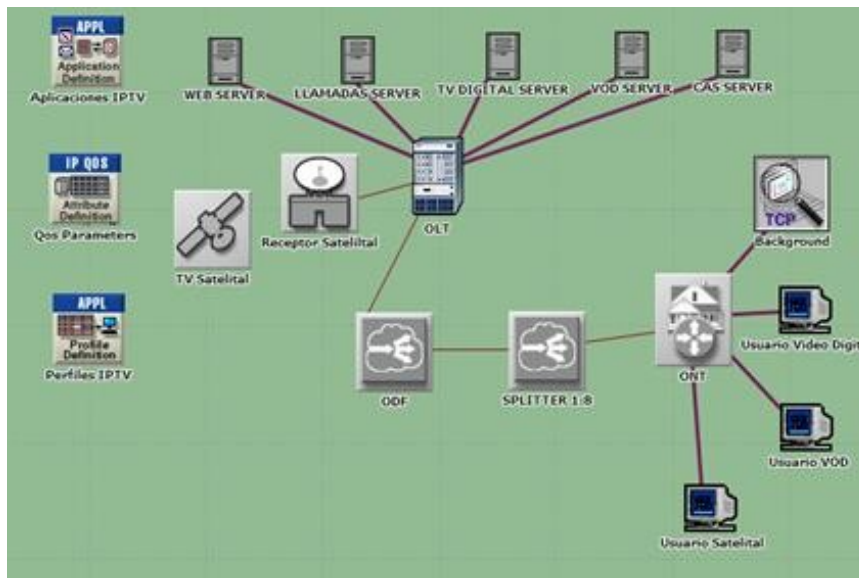 APPL
Application
Definition
Aplicaciones IPTV
WEB SERVER
LLAMADAS SERVER
TV DIGITAL SERVER
VOD SERVER
CAS SERVER
IP QOS
Attribute
Definition
Qos Parameters
TV Satelital
Receptor Sateliltal
OLT
TCP
Background
APPL
Profile
Definition
Perfiles IPTV
ODF
SPLITTER 1:8
ONT
Usuario Video Digit
Usuario VOD
Usuario Satelital